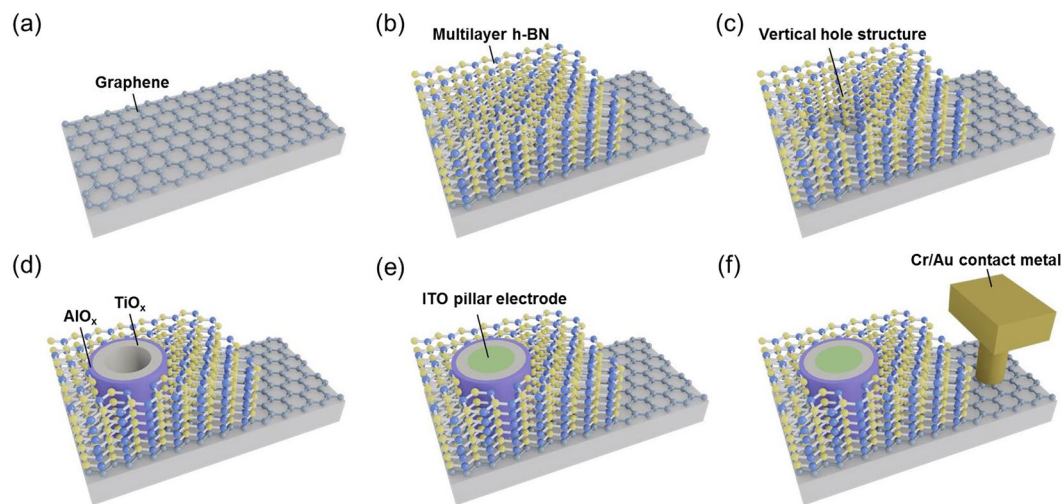 (a)
Graphene
(b)
Multilayer h-BN
(c)
Vertical hole structure
(d)
AlOx
TiOx
(e)
ITO pillar electrode
(f)
Cr/Au contact metal